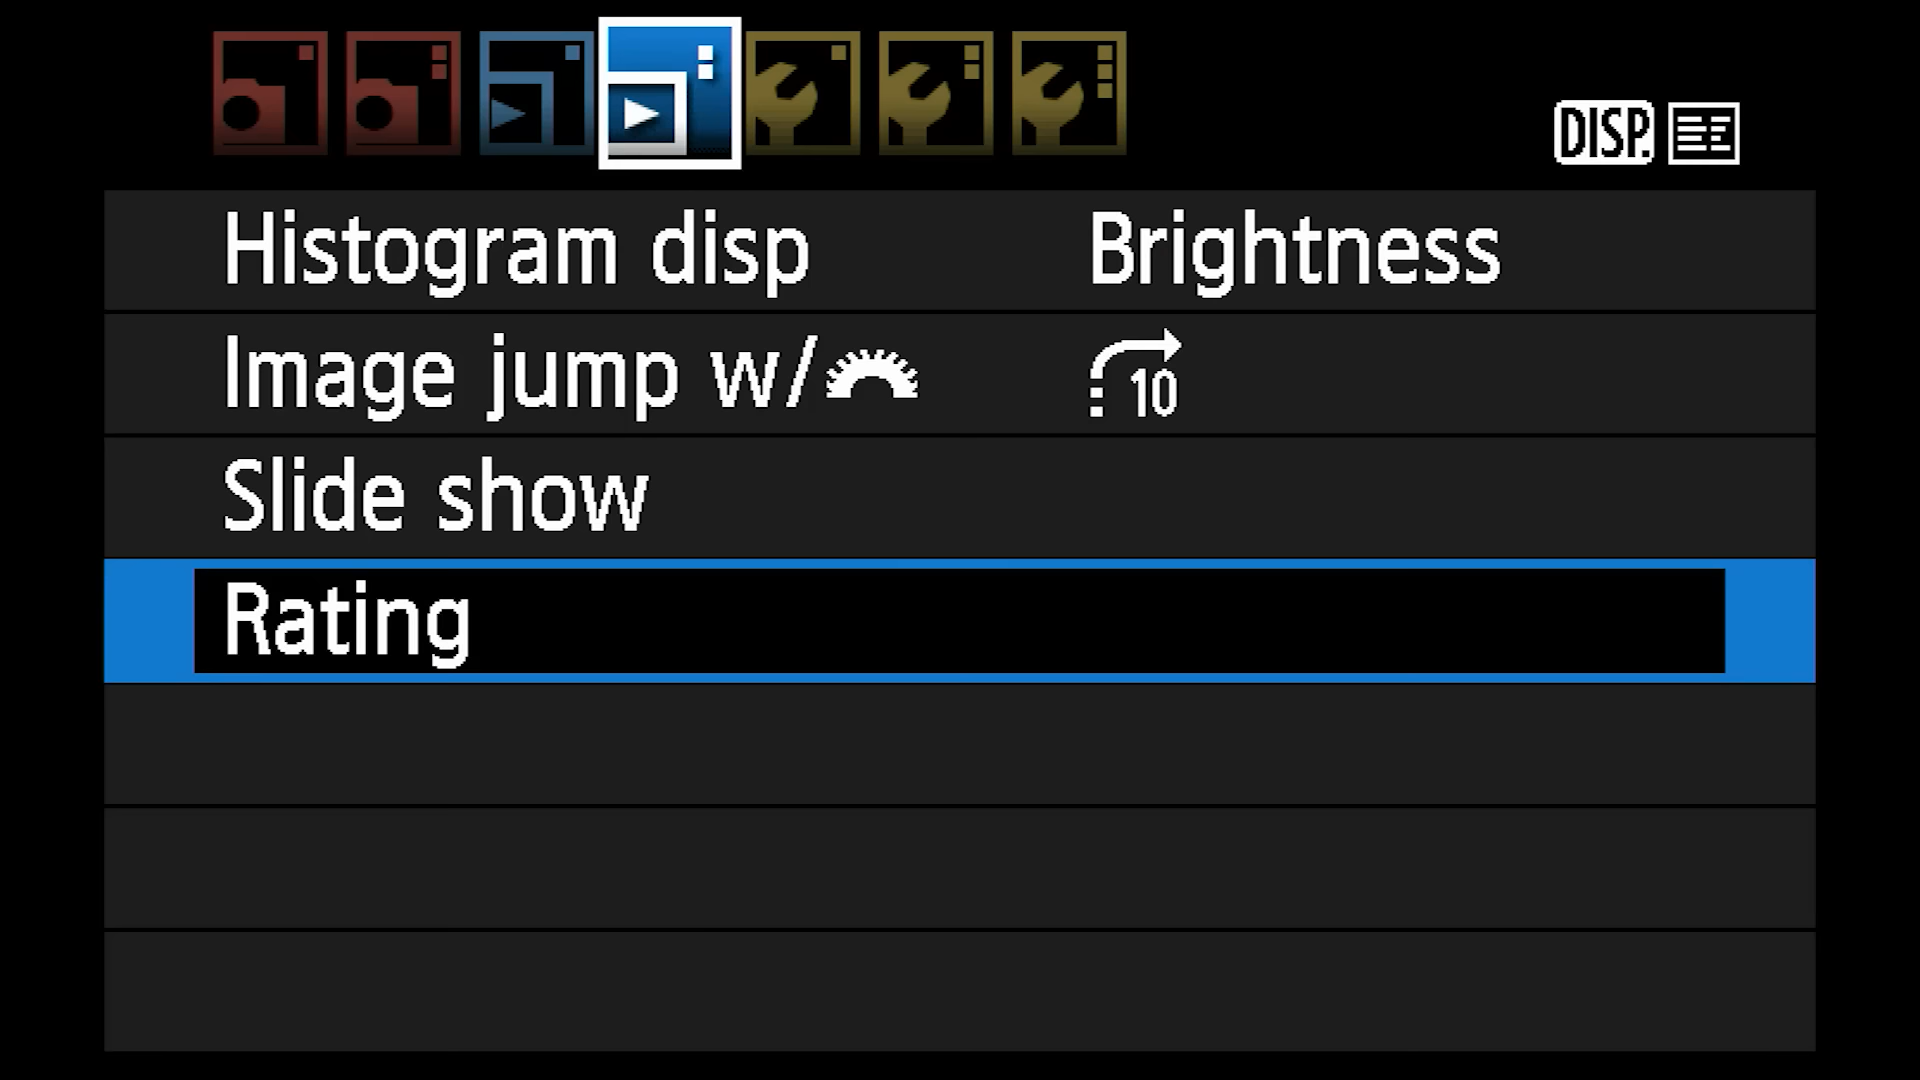 DISP.
Histogram disp Brightness
Image jump w/ 10
Slide show
Rating